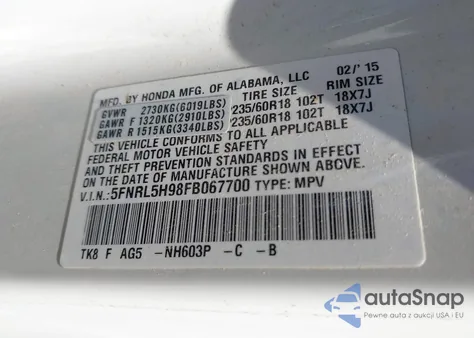 MFD. BY HONDA MFG. OF ALABAMA, LLC 02/'15
GVWR 2730KG(6019LBS) TIRE SIZE RIM SIZE
GAWR F 1320KG(2910LBS) 235/60R18 102T 18X7J
GAWR R 1515KG(3340LBS) 235/60R18 102T 18X7J
THIS VEHICLE CONFORMS TO ALL APPLICABLE
FEDERAL MOTOR VEHICLE SAFETY
AND THEFT PREVENTION STANDARDS IN EFFECT
ON THE DATE OF MANUFACTURE SHOWN ABOVE.
V.I.N.: 5FNRL5H98FB067700 TYPE: MPV
TK8 F AG5 -NH603P -C -B
autoSnap
Pewne auta z aukcji USA i EU